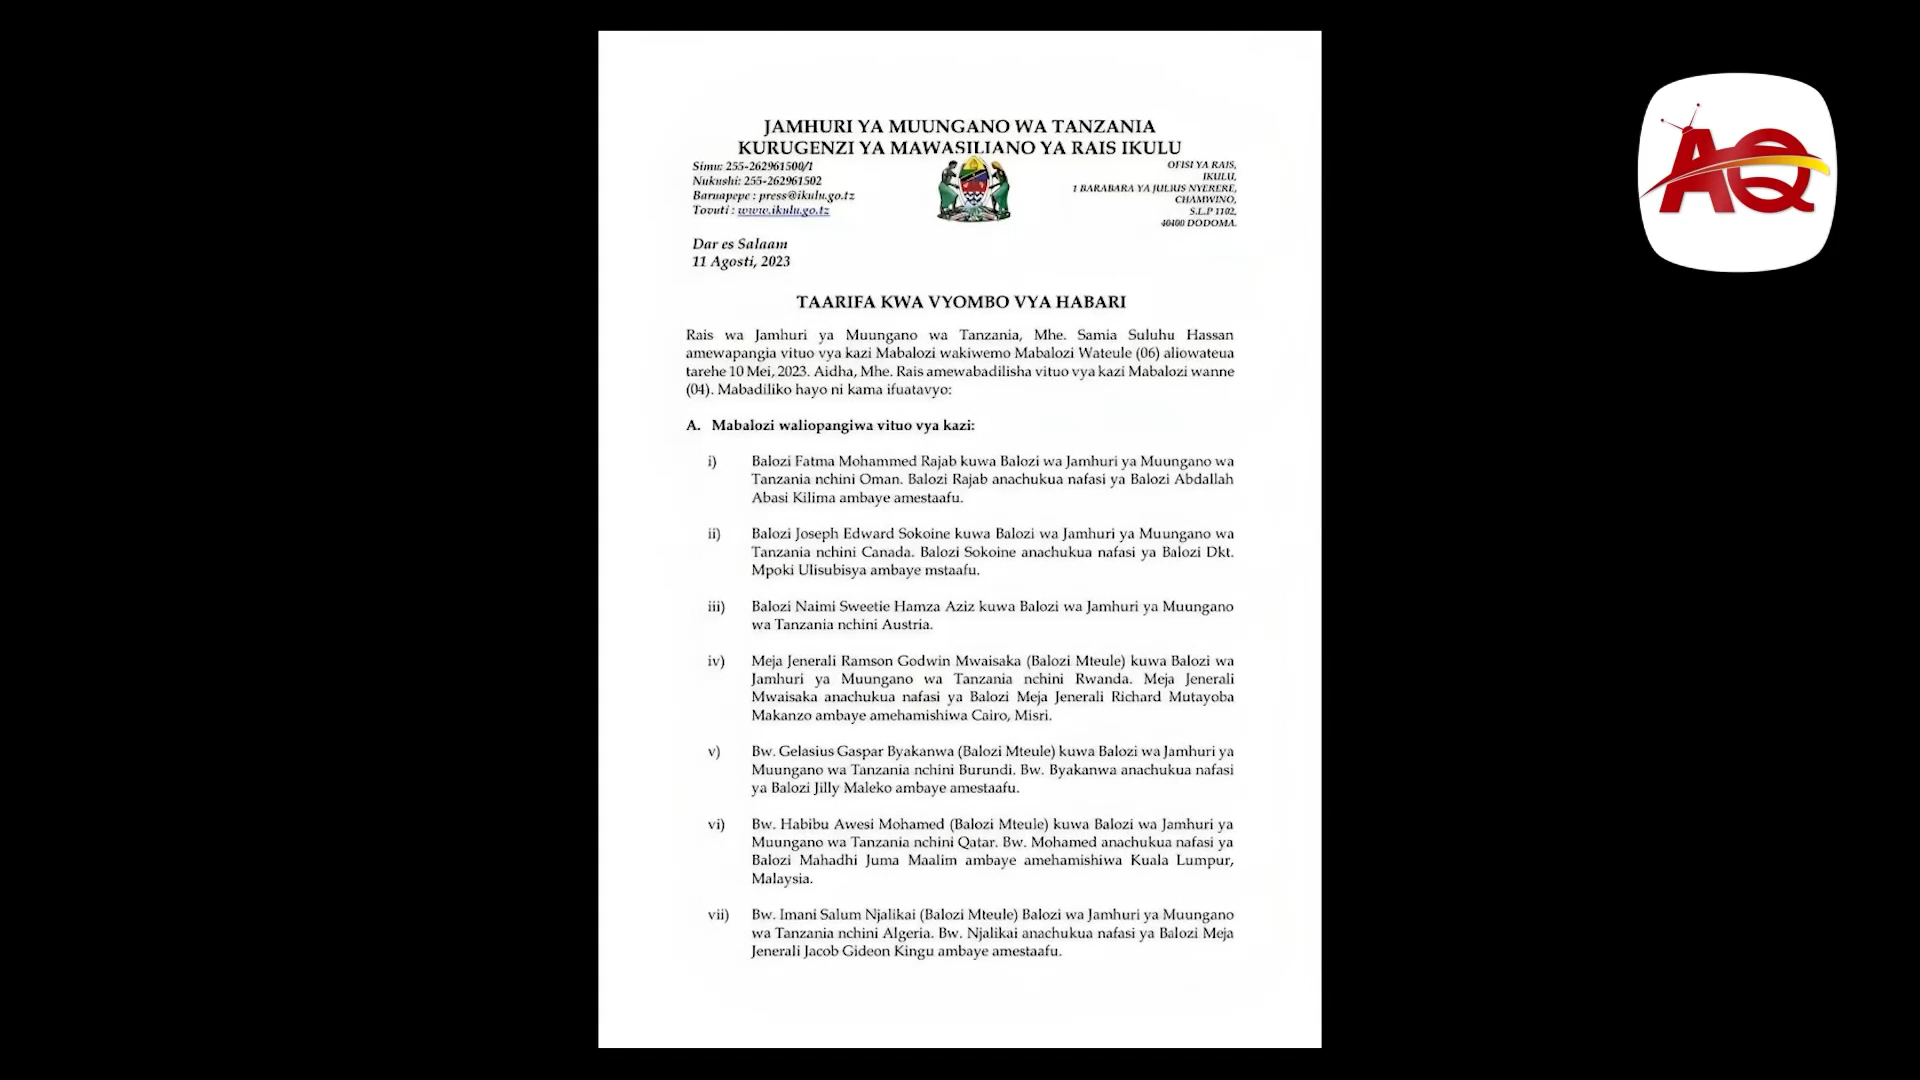 JAMHURI YA MUUNGANO WA TANZANIA
KURUGENZI YA MAWASILIANO YA RAIS IKULU
Simu: 255-262961500/1
Nukushi: 255-262961502
Baruapepe : press@ikulu.go.tz
Tovuti : www.ikulu.go.tz
OFISI YA RAIS,
IKULU,
1 BARABARA YA JULIUS NYERERE,
CHAMWINO,
S.L.P 1102,
40400 DODOMA.
Dar es Salaam
11 Agosti, 2023
TAARIFA KWA VYOMBO VYA HABARI
Rais wa Jamhuri ya Muungano wa Tanzania, Mhe. Samia Suluhu Hassan
amewapangia vituo vya kazi Mabalozi wakiwemo Mabalozi Wateule (06) aliowateua
tarehe 10 Mei, 2023. Aidha, Mhe. Rais amewabadilisha vituo vya kazi Mabalozi wanne
(04). Mabadiliko hayo ni kama ifuatavyo:
A. Mabalozi waliopangiwa vituo vya kazi:
i) Balozi Fatma Mohammed Rajab kuwa Balozi wa Jamhuri ya Muungano wa
Tanzania nchini Oman. Balozi Rajab anachukua nafasi ya Balozi Abdallah
Abasi Kilima ambaye amestaafu.
ii) Balozi Joseph Edward Sokoine kuwa Balozi wa Jamhuri ya Muungano wa
Tanzania nchini Canada. Balozi Sokoine anachukua nafasi ya Balozi Dkt.
Mpoki Ulisubisya ambaye mstaafu.
iii) Balozi Naimi Sweetie Hamza Aziz kuwa Balozi wa Jamhuri ya Muungano
wa Tanzania nchini Austria.
iv) Meja Jenerali Ramson Godwin Mwaisaka (Balozi Mteule) kuwa Balozi wa
Jamhuri ya Muungano wa Tanzania nchini Rwanda. Meja Jenerali
Mwaisaka anachukua nafasi ya Balozi Meja Jenerali Richard Mutayoba
Makanzo ambaye amehamishiwa Cairo, Misri.
v) Bw. Gelasius Gaspar Byakanwa (Balozi Mteule) kuwa Balozi wa Jamhuri ya
Muungano wa Tanzania nchini Burundi. Bw. Byakanwa anachukua nafasi
ya Balozi Jilly Maleko ambaye amestaafu.
vi) Bw. Habibu Awesi Mohamed (Balozi Mteule) kuwa Balozi wa Jamhuri ya
Muungano wa Tanzania nchini Qatar. Bw. Mohamed anachukua nafasi ya
Balozi Mahadhi Juma Maalim ambaye amehamishiwa Kuala Lumpur,
Malaysia.
vii) Bw. Imani Salum Njalikai (Balozi Mteule) Balozi wa Jamhuri ya Muungano
wa Tanzania nchini Algeria. Bw. Njalikai anachukua nafasi ya Balozi Meja
Jenerali Jacob Gideon Kingu ambaye amestaafu.
AQ